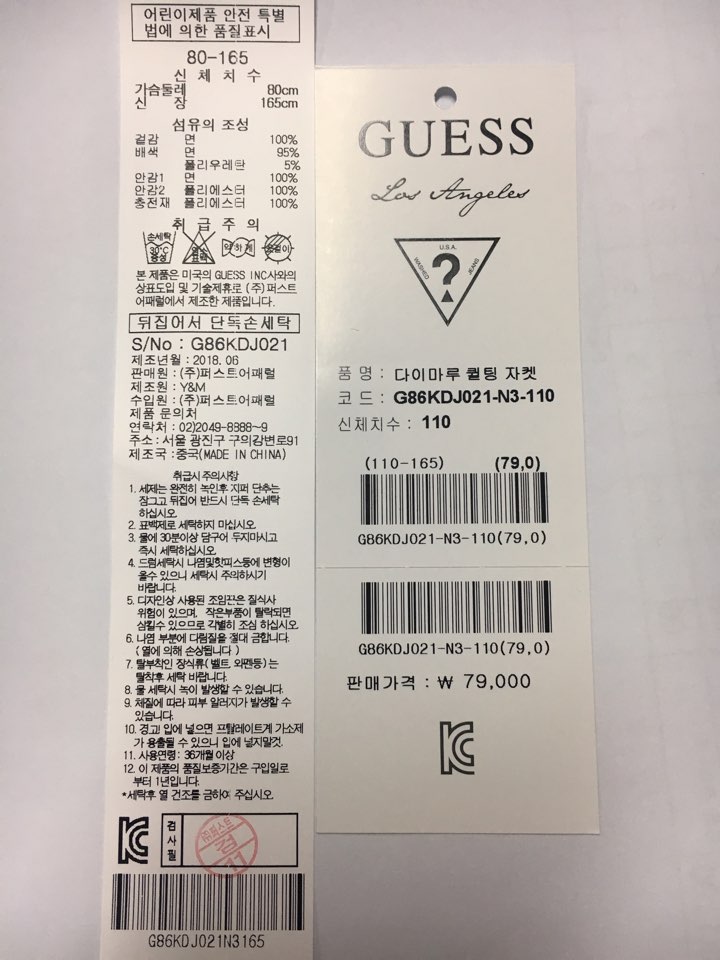 어린이제품 안전 특별
법에 의한 품질표시
80-165
신 체 치 수
가슴둘레 80cm
신 장 165cm
섬유의 조성
겉감 면 100%
배색 면 95%
폴리우레탄 5%
안감1 면 100%
안감2 폴리에스터 100%
충전재 폴리에스터 100%
취 급 주 의
손세탁
30°C
중성
약하게
본 제품은 미국의 GUESS INC사와의
상표도입 및 기술제휴로 (주)퍼스트
어패럴에서 제조한 제품입니다.
뒤집어서 단독손세탁
S/No : G86KDJ021
제조년월 : 2018. 06
판매원 : (주)퍼스트어패럴
제조원 : Y&M
수입원 : (주)퍼스트어패럴
제품 문의처
연락처 : 02)2049-8888~9
주소 : 서울 광진구 구의강변로91
제조국 : 중국(MADE IN CHINA)
취급시 주의사항
1. 세제는 완전히 녹인후 지퍼 단추는
잠그고 뒤집어 반드시 단독 손세탁
하십시오.
2. 표백제로 세탁하지 마십시오.
3. 물에 30분이상 담구어 두지마시고
즉시 세탁하십시오.
4. 드럼세탁시 나염및핫피스등에 변형이
올수 있으니 세탁시 주의하시기
바랍니다.
5. 디자인상 사용된 조임끈은 질식사
위험이 있으며, 작은부품이 탈락되면
삼킬수 있으므로 각별히 조심 하십시오.
6. 나염 부분에 다림질을 절대 금합니다.
(열에 의해 손상됩니다.)
7. 탈부착인 장식류(벨트, 와펜등)는
탈착후 세탁 바랍니다.
8. 물 세탁시 녹이 발생할 수 있습니다.
9. 체질에 따라 피부 알러지가 발생할 수
있습니다.
10. 경고! 입에 넣으면 프탈레이트계 가소제
가 용출될 수 있으니 입에 넣지말것.
11. 사용연령: 36개월 이상
12. 이 제품의 품질보증기간은 구입일로
부터 1년입니다.
*세탁후 열 건조를 금하여 주십시오.
검
사
필
검
11
G86KDJ021N3165
GUESS
Los Angeles
U.S.A.
WASHED
JEANS
?
품 명 : 다이마루 퀼팅 자켓
코 드 : G86KDJ021-N3-110
신체치수 : 110
(110-165) (79,0)
G86KDJ021-N3-110(79,0)
G86KDJ021-N3-110(79,0)
판매가격 : ₩ 79,000